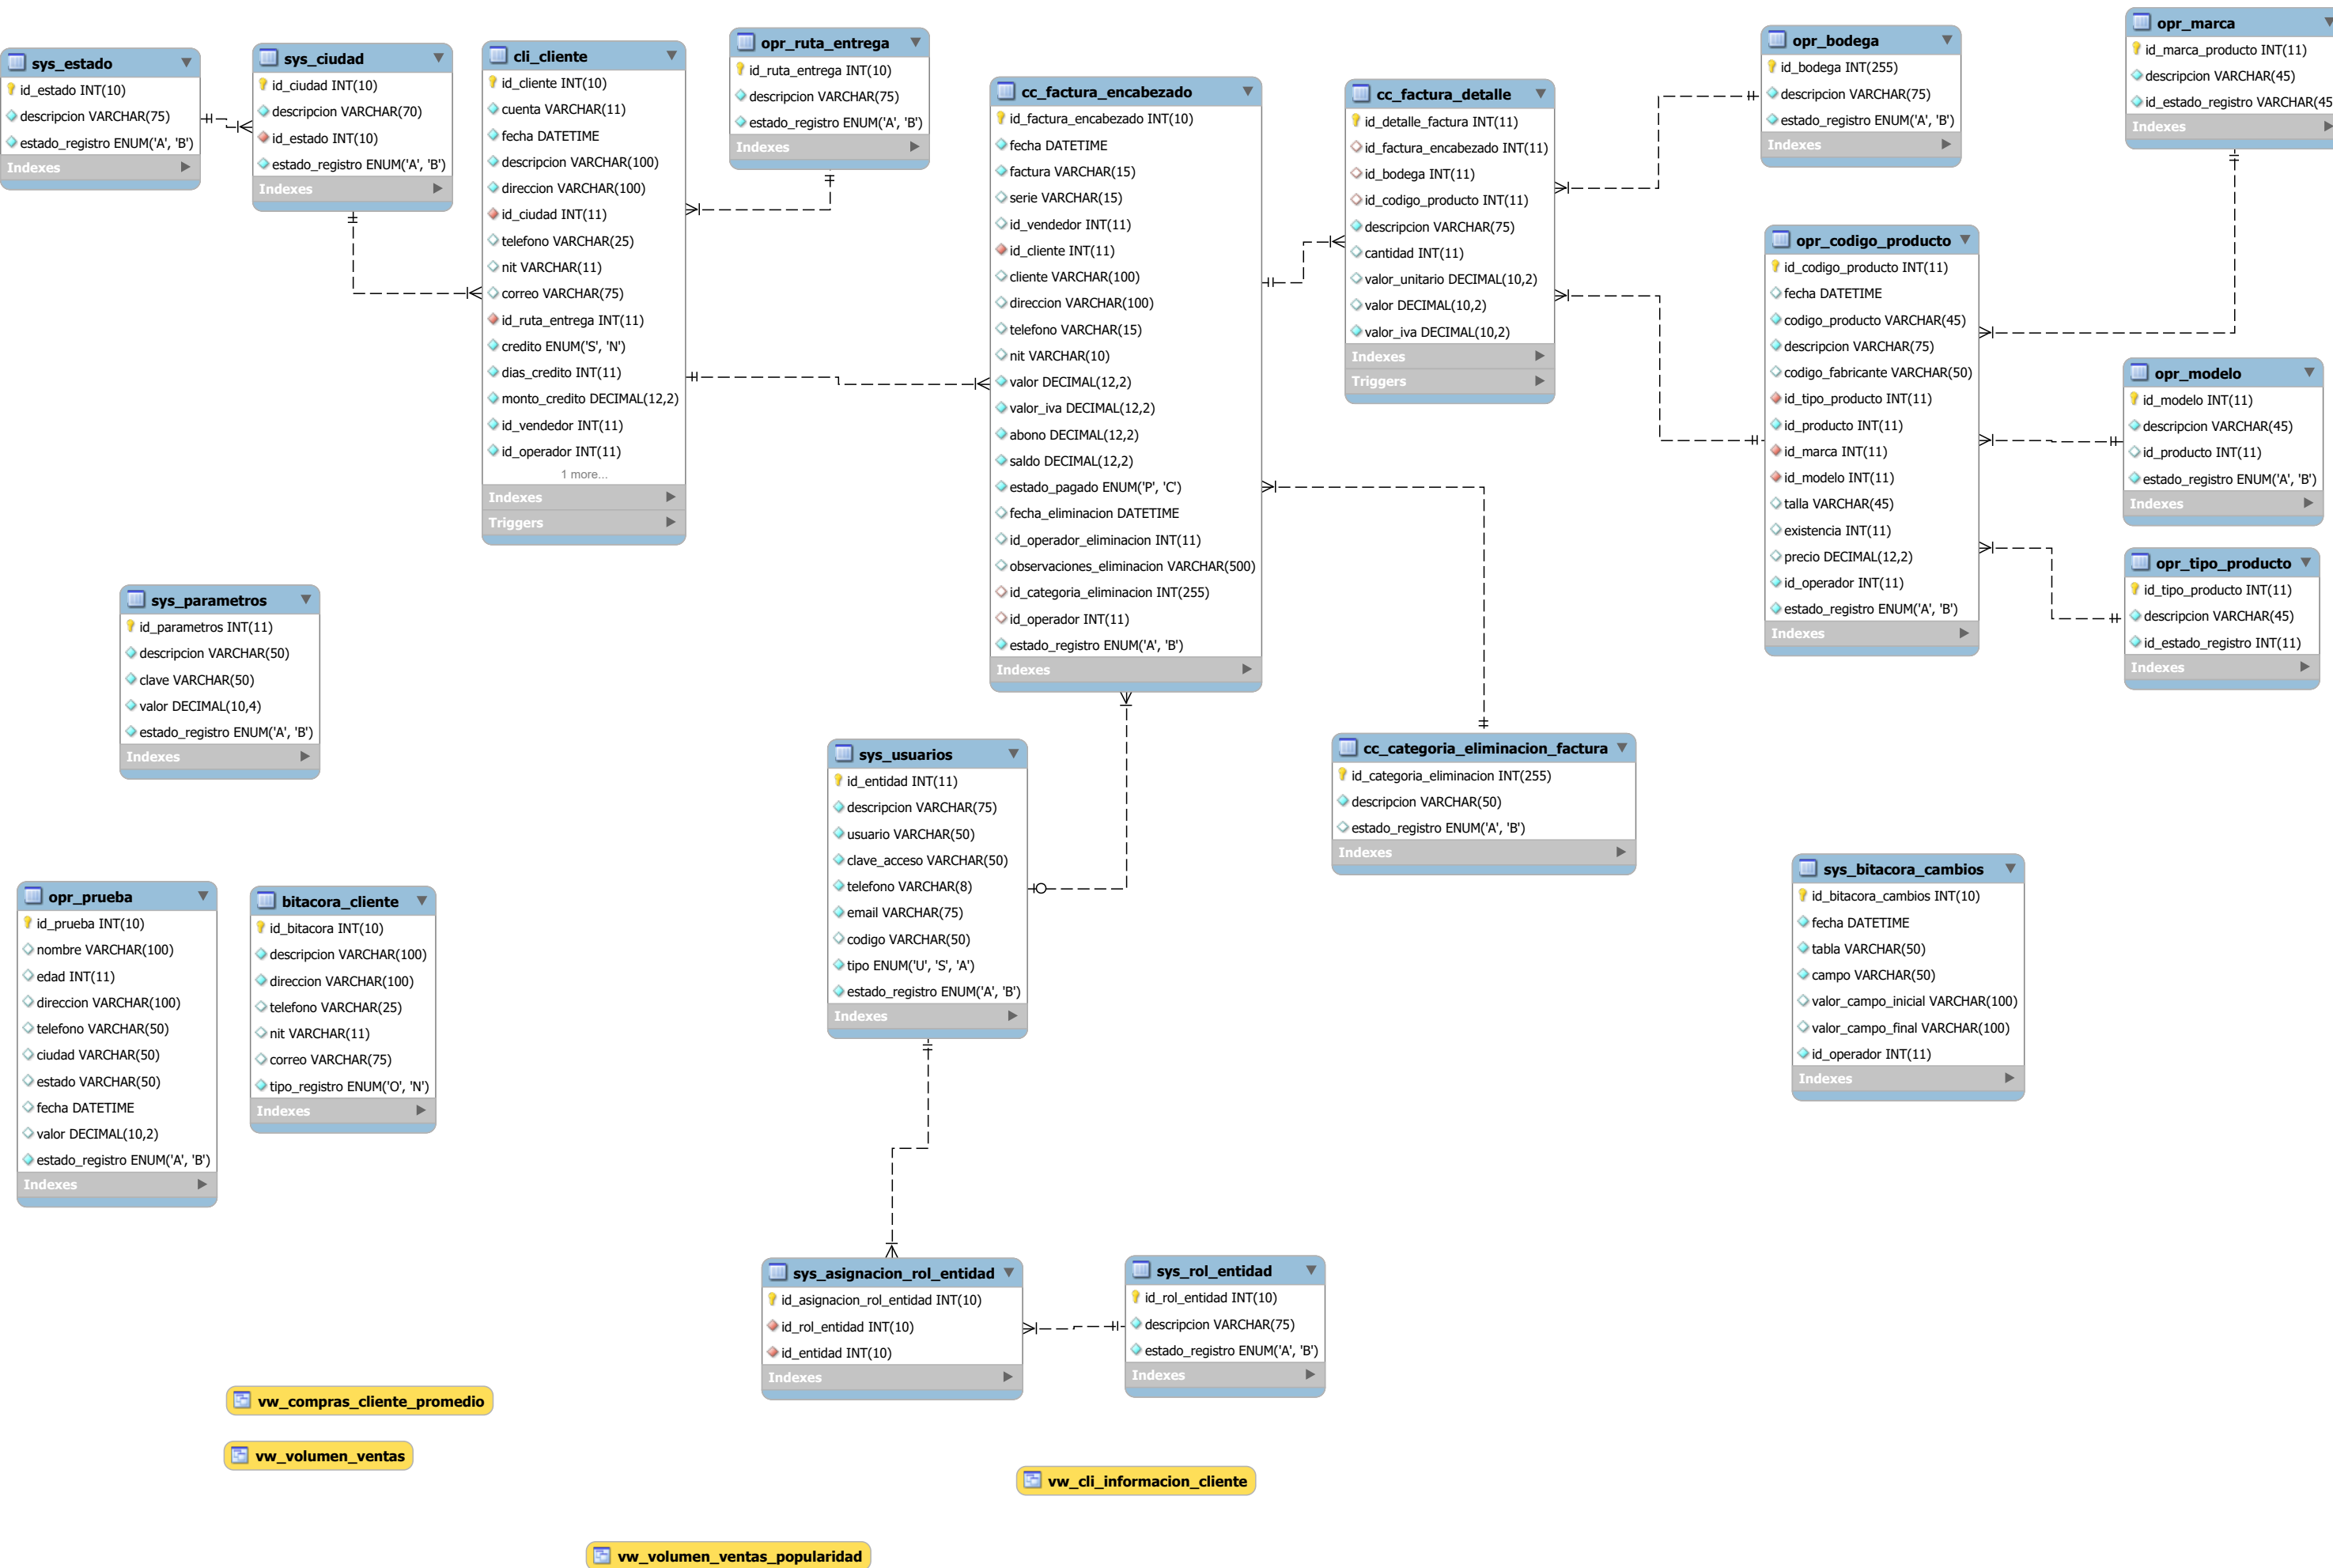 sys_estado
id_estado INT(10)
descripcion VARCHAR(75)
estado_registro ENUM('A', 'B')
Indexes
sys_ciudad
id_ciudad INT(10)
descripcion VARCHAR(70)
id_estado INT(10)
estado_registro ENUM('A', 'B')
Indexes
cli_cliente
id_cliente INT(10)
cuenta VARCHAR(11)
fecha DATETIME
descripcion VARCHAR(100)
direccion VARCHAR(100)
id_ciudad INT(11)
telefono VARCHAR(25)
nit VARCHAR(11)
correo VARCHAR(75)
id_ruta_entrega INT(11)
credito ENUM('S', 'N')
dias_credito INT(11)
monto_credito DECIMAL(12,2)
id_vendedor INT(11)
id_operador INT(11)
1 more...
Indexes
Triggers
opr_ruta_entrega
id_ruta_entrega INT(10)
descripcion VARCHAR(75)
estado_registro ENUM('A', 'B')
Indexes
cc_factura_encabezado
id_factura_encabezado INT(10)
fecha DATETIME
factura VARCHAR(15)
serie VARCHAR(15)
id_vendedor INT(11)
id_cliente INT(11)
cliente VARCHAR(100)
direccion VARCHAR(100)
telefono VARCHAR(15)
nit VARCHAR(10)
valor DECIMAL(12,2)
valor_iva DECIMAL(12,2)
abono DECIMAL(12,2)
saldo DECIMAL(12,2)
estado_pagado ENUM('P', 'C')
fecha_eliminacion DATETIME
id_operador_eliminacion INT(11)
observaciones_eliminacion VARCHAR(500)
id_categoria_eliminacion INT(255)
id_operador INT(11)
estado_registro ENUM('A', 'B')
Indexes
cc_factura_detalle
id_detalle_factura INT(11)
id_factura_encabezado INT(11)
id_bodega INT(11)
id_codigo_producto INT(11)
descripcion VARCHAR(75)
cantidad INT(11)
valor_unitario DECIMAL(10,2)
valor DECIMAL(10,2)
valor_iva DECIMAL(10,2)
Indexes
Triggers
opr_bodega
id_bodega INT(255)
descripcion VARCHAR(75)
estado_registro ENUM('A', 'B')
Indexes
opr_marca
id_marca_producto INT(11)
descripcion VARCHAR(45)
id_estado_registro VARCHAR(45
Indexes
opr_codigo_producto
id_codigo_producto INT(11)
fecha DATETIME
codigo_producto VARCHAR(45)
descripcion VARCHAR(75)
codigo_fabricante VARCHAR(50)
id_tipo_producto INT(11)
id_producto INT(11)
id_marca INT(11)
id_modelo INT(11)
talla VARCHAR(45)
existencia INT(11)
precio DECIMAL(12,2)
id_operador INT(11)
estado_registro ENUM('A', 'B')
Indexes
opr_modelo
id_modelo INT(11)
descripcion VARCHAR(45)
id_producto INT(11)
estado_registro ENUM('A', 'B')
Indexes
opr_tipo_producto
id_tipo_producto INT(11)
descripcion VARCHAR(45)
id_estado_registro INT(11)
Indexes
sys_parametros
id_parametros INT(11)
descripcion VARCHAR(50)
clave VARCHAR(50)
valor DECIMAL(10,4)
estado_registro ENUM('A', 'B')
Indexes
sys_usuarios
id_entidad INT(11)
descripcion VARCHAR(75)
usuario VARCHAR(50)
clave_acceso VARCHAR(50)
telefono VARCHAR(8)
email VARCHAR(75)
codigo VARCHAR(50)
tipo ENUM('U', 'S', 'A')
estado_registro ENUM('A', 'B')
Indexes
cc_categoria_eliminacion_factura
id_categoria_eliminacion INT(255)
descripcion VARCHAR(50)
estado_registro ENUM('A', 'B')
Indexes
opr_prueba
id_prueba INT(10)
nombre VARCHAR(100)
edad INT(11)
direccion VARCHAR(100)
telefono VARCHAR(50)
ciudad VARCHAR(50)
estado VARCHAR(50)
fecha DATETIME
valor DECIMAL(10,2)
estado_registro ENUM('A', 'B')
Indexes
bitacora_cliente
id_bitacora INT(10)
descripcion VARCHAR(100)
direccion VARCHAR(100)
telefono VARCHAR(25)
nit VARCHAR(11)
correo VARCHAR(75)
tipo_registro ENUM('O', 'N')
Indexes
sys_bitacora_cambios
id_bitacora_cambios INT(10)
fecha DATETIME
tabla VARCHAR(50)
campo VARCHAR(50)
valor_campo_inicial VARCHAR(100)
valor_campo_final VARCHAR(100)
id_operador INT(11)
Indexes
sys_asignacion_rol_entidad
id_asignacion_rol_entidad INT(10)
id_rol_entidad INT(10)
id_entidad INT(10)
Indexes
sys_rol_entidad
id_rol_entidad INT(10)
descripcion VARCHAR(75)
estado_registro ENUM('A', 'B')
Indexes
vw_compras_cliente_promedio
vw_volumen_ventas
vw_cli_informacion_cliente
vw_volumen_ventas_popularidad